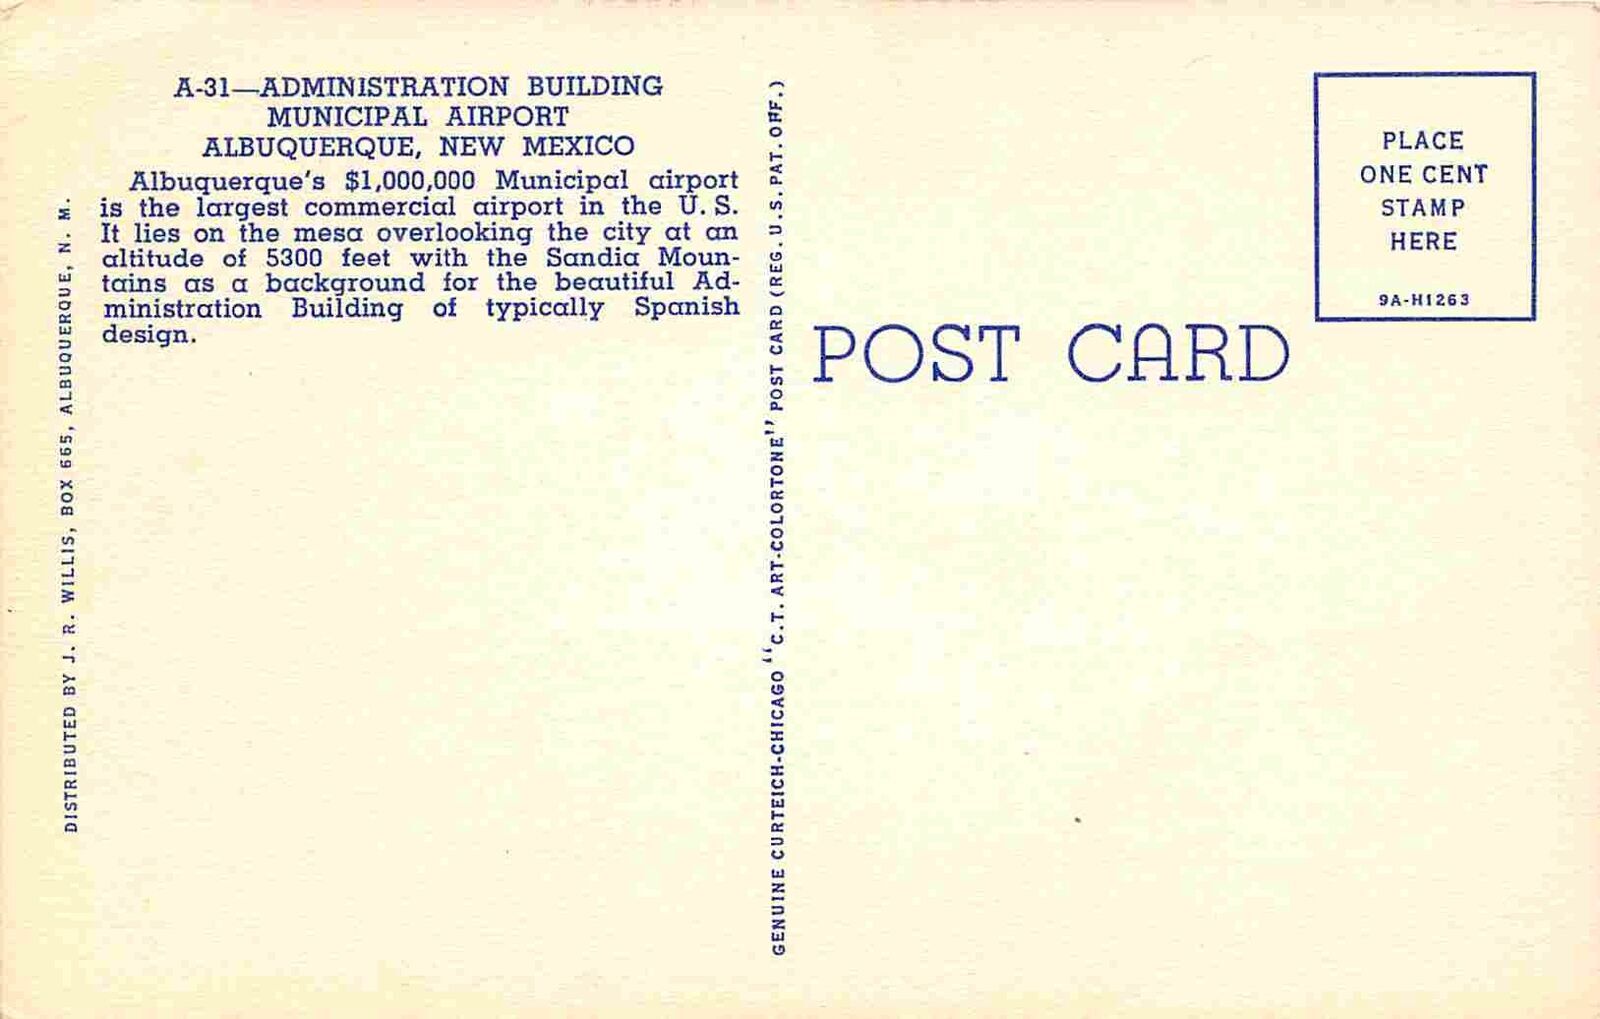 A-31—ADMINISTRATION BUILDING
MUNICIPAL AIRPORT
ALBUQUERQUE, NEW MEXICO
Albuquerque's $1,000,000 Municipal airport
is the largest commercial airport in the U. S.
It lies on the mesa overlooking the city at an
altitude of 5300 feet with the Sandia Moun-
tains as a background for the beautiful Ad-
ministration Building of typically Spanish
design.
DISTRIBUTED BY J. R. WILLIS, BOX 665, ALBUQUERQUE, N. M.
GENUINE CURTEICH-CHICAGO "C.T. ART-COLORTONE" POST CARD (REG. U.S. PAT. OFF.)
POST CARD
PLACE
ONE CENT
STAMP
HERE
9A-H1263